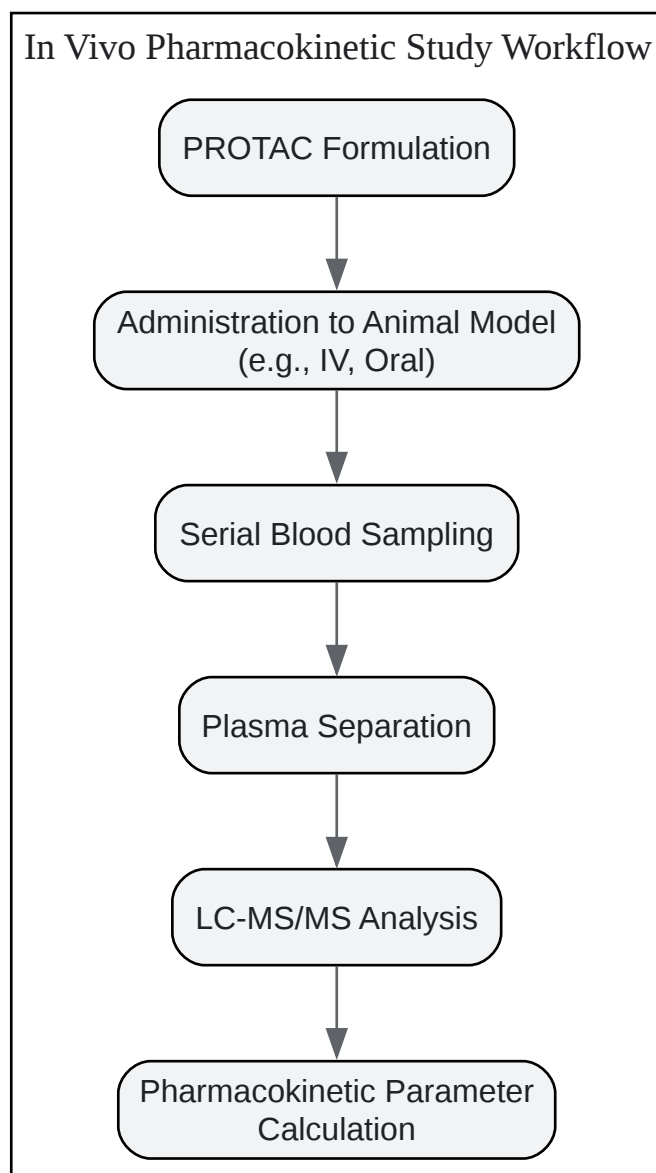 In Vivo Pharmacokinetic Study Workflow
PROTAC Formulation
Administration to Animal Model
(e.g., IV, Oral)
Serial Blood Sampling
Plasma Separation
LC-MS/MS Analysis
Pharmacokinetic Parameter
Calculation